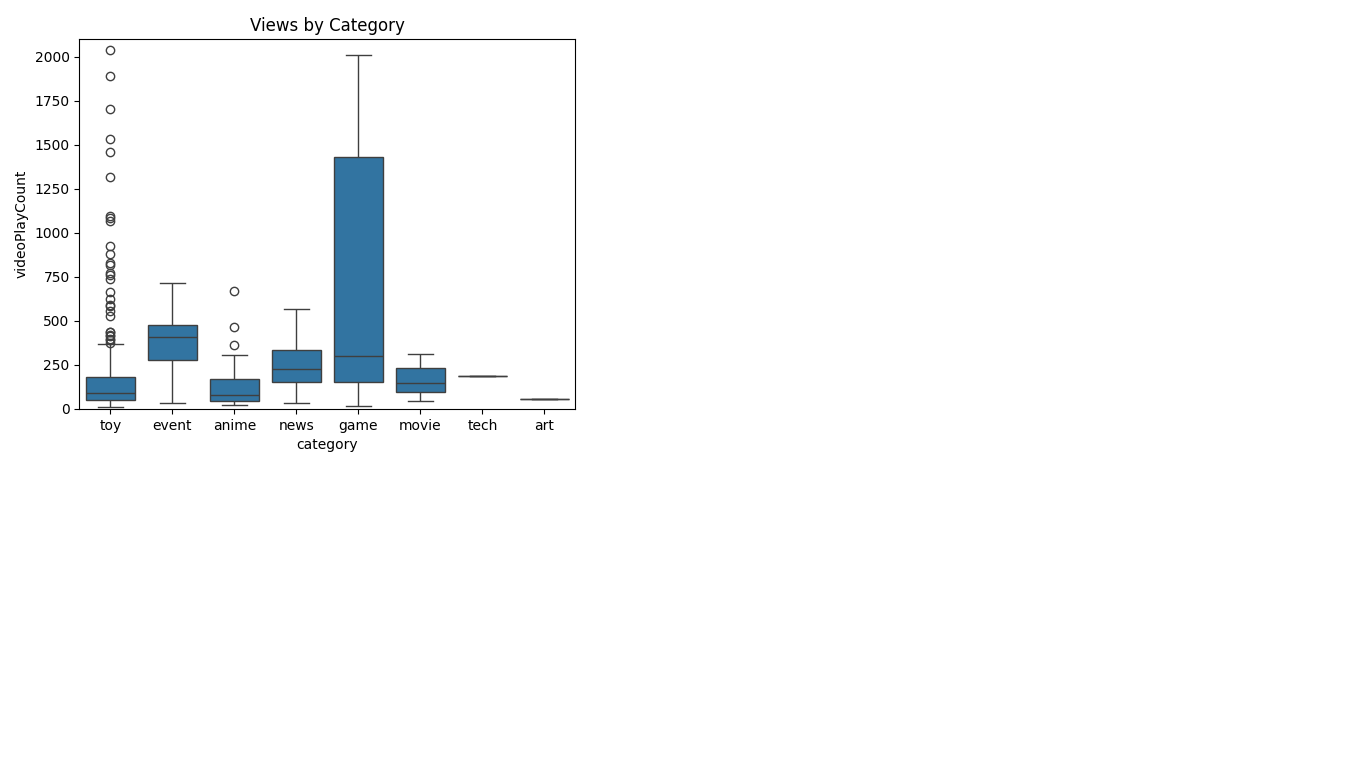 Views by Category
2000
1750
1500
1250
1000
750
500
250
0
videoPlayCount
toy event anime news game movie tech art
category